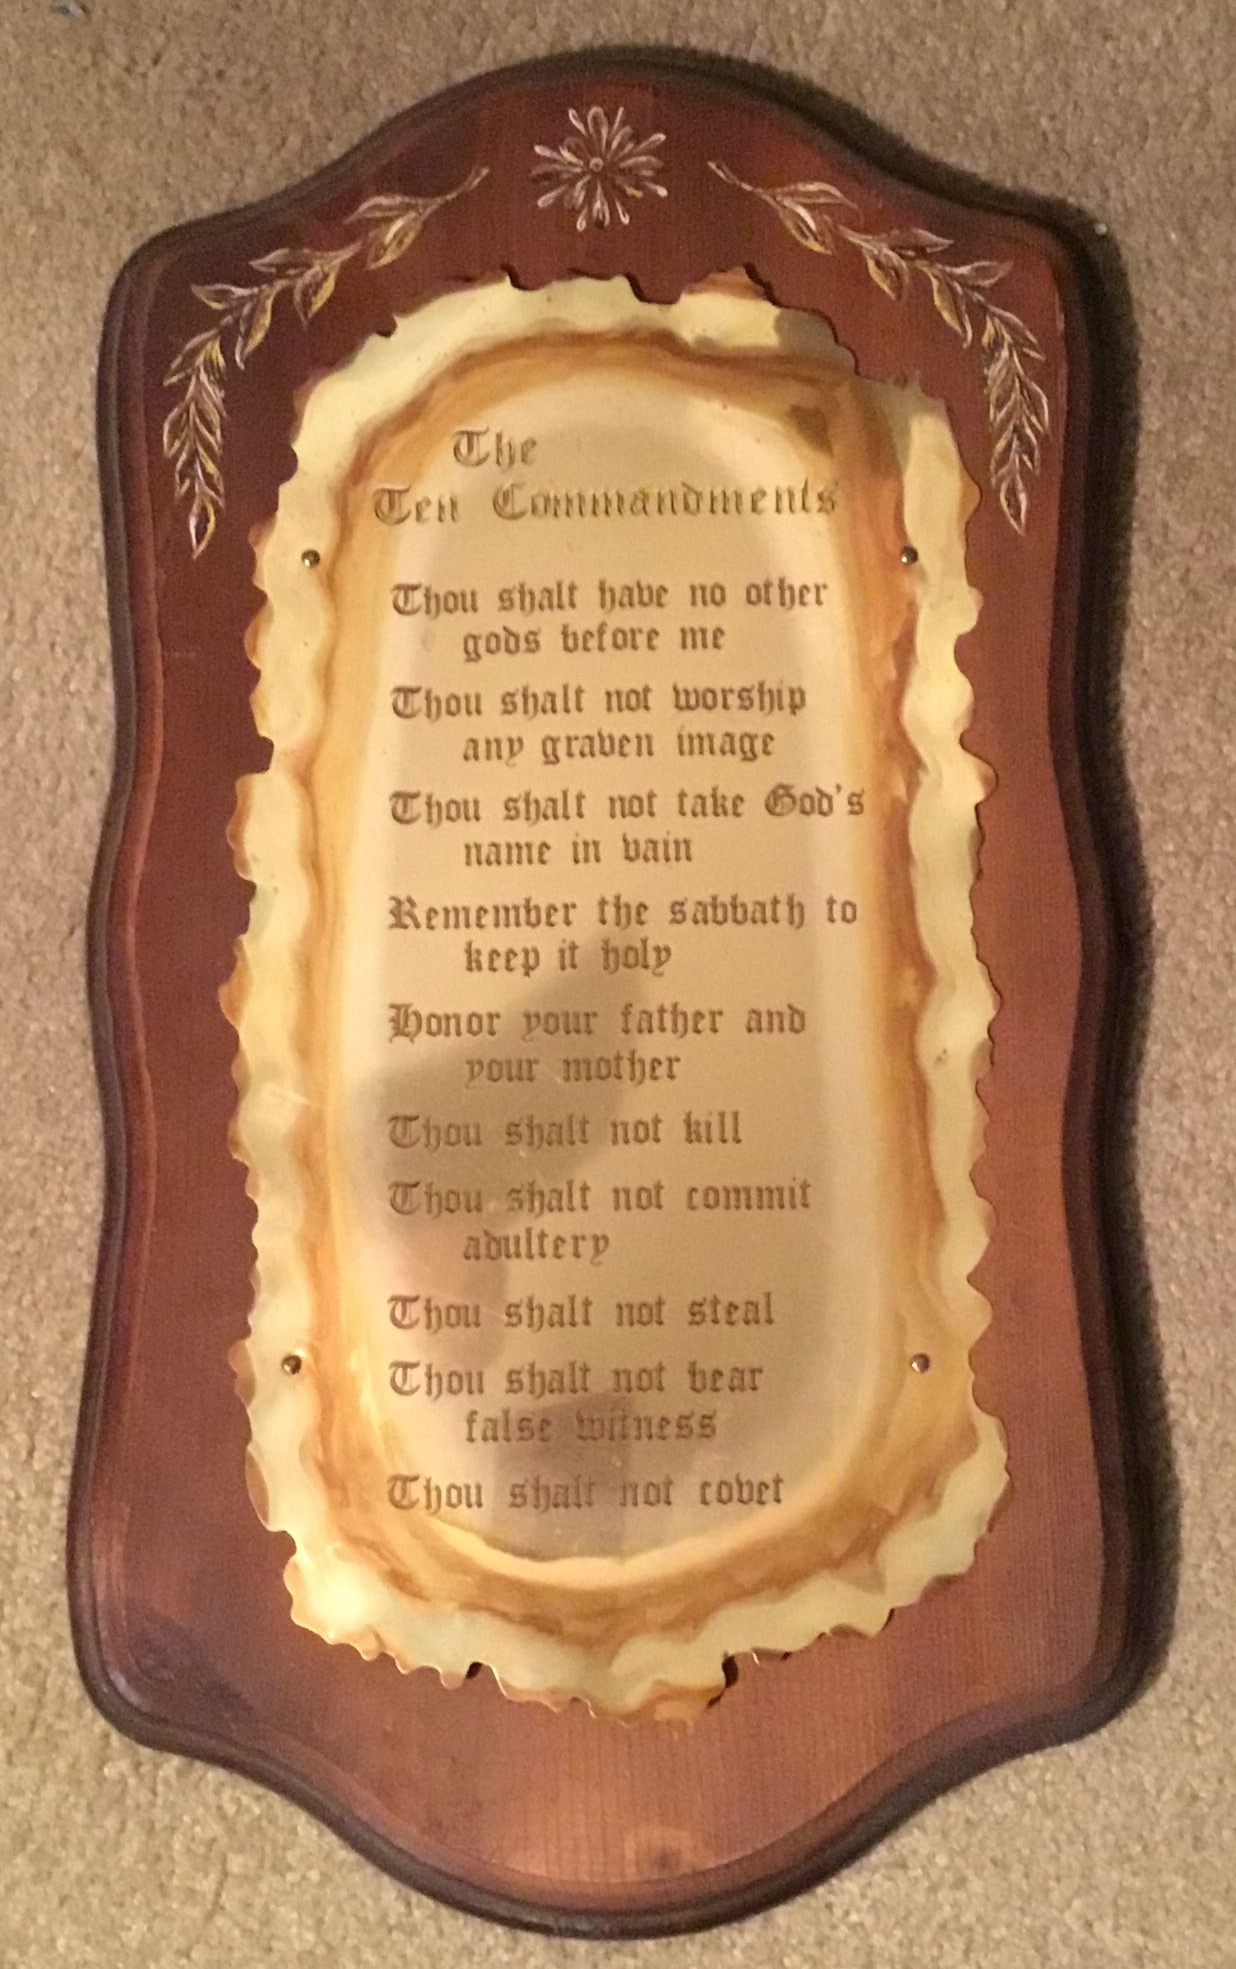 The
Ten Commandments
Thou shalt have no other
gods before me
Thou shalt not worship
any graven image
Thou shalt not take God's
name in vain
Remember the sabbath to
keep it holy
Honor your father and
your mother
Thou shalt not kill
Thou shalt not commit
adultery
Thou shalt not steal
Thou shalt not bear
false witness
Thou shalt not covet